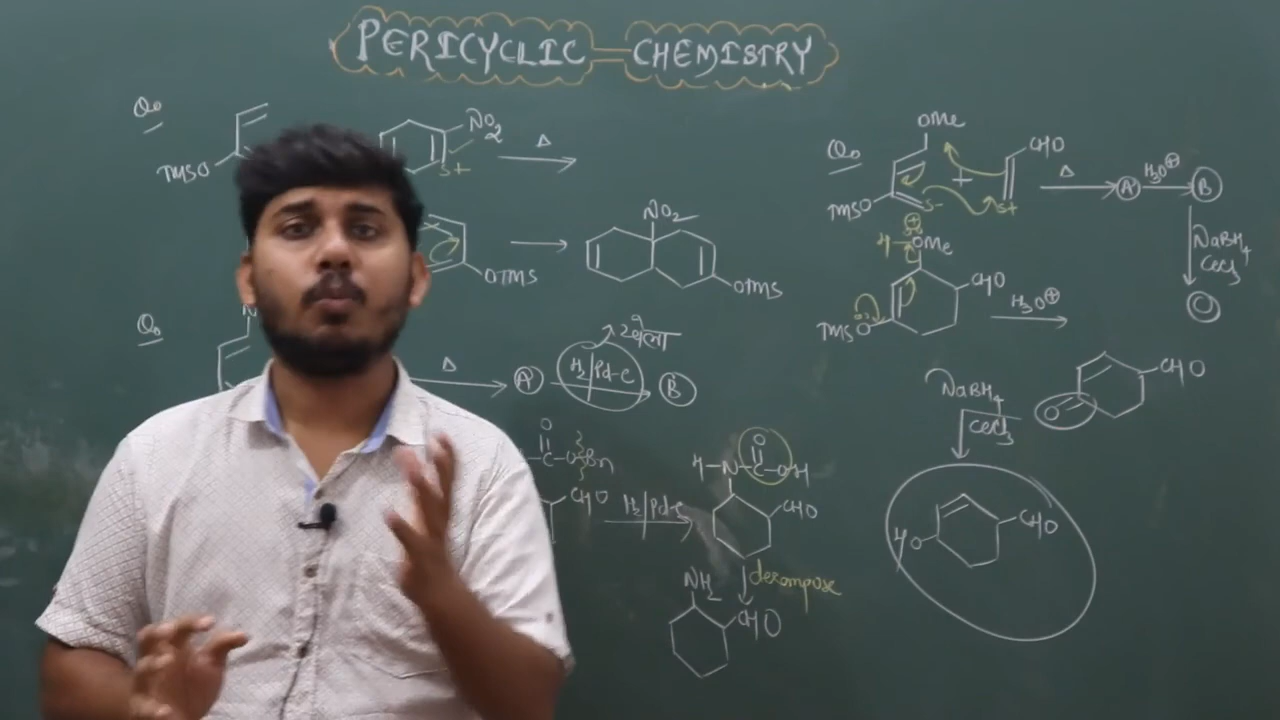 PERICYCLIC - CHEMISTRY
Q.
TMSO
NO2
δ+
Δ
NO2
OTMS
OTMS
Q.
N
Δ
A
H2/Pd-C
B
O
C-O
Bn
CHO
H2/Pd-C
O
H-N-C-OH
CHO
decompose
NH2
CHO
Q.
OMe
TMSO
δ-
+
CHO
δ+
Δ
A
H3O⊕
B
NaBH4
CeCl3
C
⊕
H
OMe
CHO
TMSO
H3O⊕
O
CHO
NaBH4
CeCl3
HO
CHO